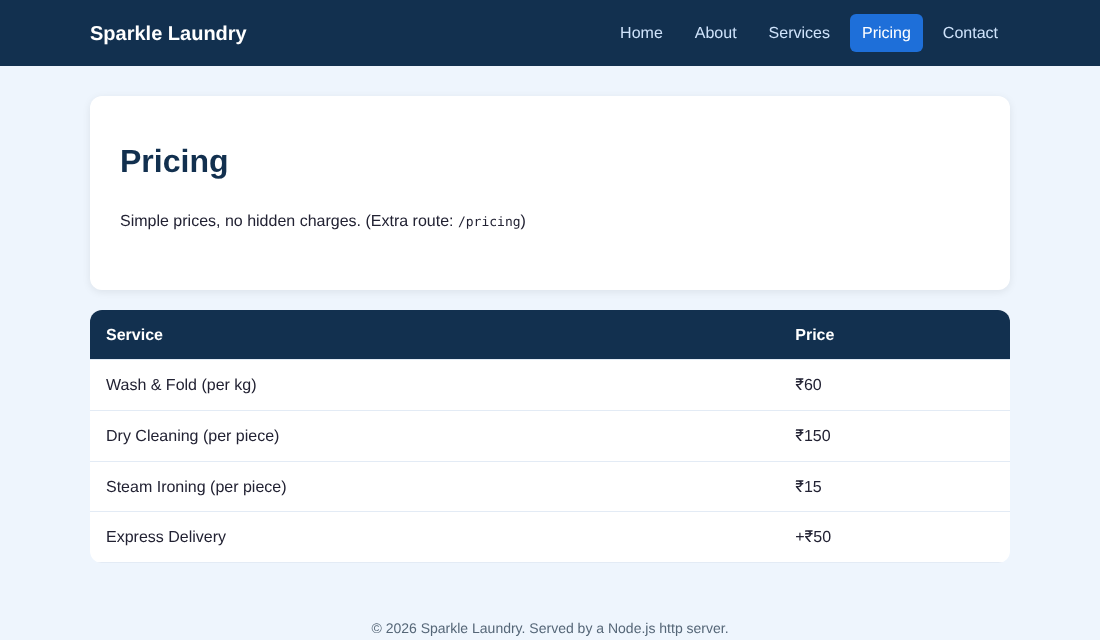 Sparkle Laundry Home About Services Pricing Contact
Pricing
Simple prices, no hidden charges. (Extra route: /pricing)
Service Price
Wash & Fold (per kg) ₹60
Dry Cleaning (per piece) ₹150
Steam Ironing (per piece) ₹15
Express Delivery +₹50
© 2026 Sparkle Laundry. Served by a Node.js http server.